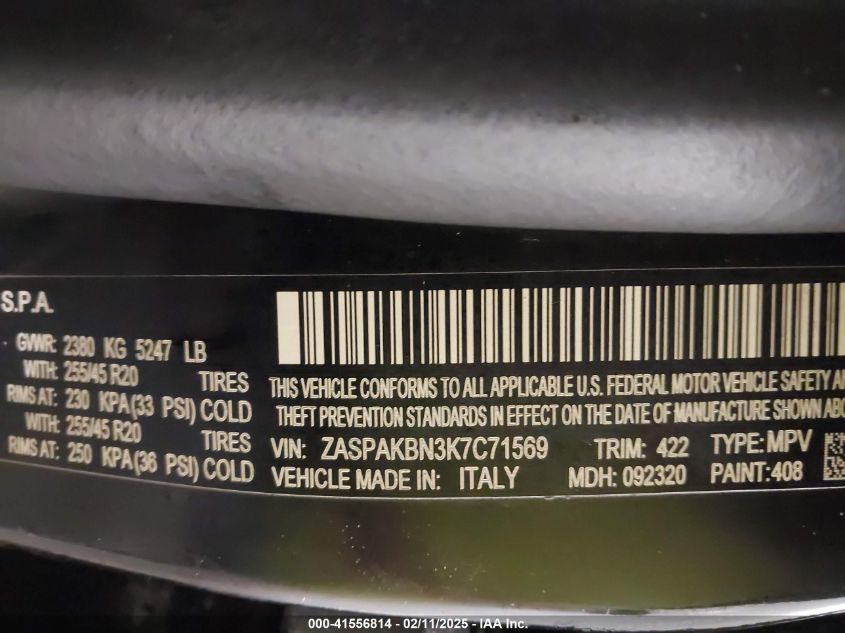 S.P.A.
GVWR: 2380 KG 5247 LB
WITH: 255/45 R20 TIRES
RIMS AT: 230 KPA(33 PSI) COLD
WITH: 255/45 R20 TIRES
RIMS AT: 250 KPA(36 PSI) COLD
THIS VEHICLE CONFORMS TO ALL APPLICABLE U.S. FEDERAL MOTOR VEHICLE SAFETY
THEFT PREVENTION STANDARDS IN EFFECT ON THE DATE OF MANUFACTURE SHOWN
VIN: ZASPAKBN3K7C71569 TRIM: 422 TYPE: MPV
VEHICLE MADE IN: ITALY MDH: 092320 PAINT:408
000-41556814 - 02/11/2025 - IAA Inc.